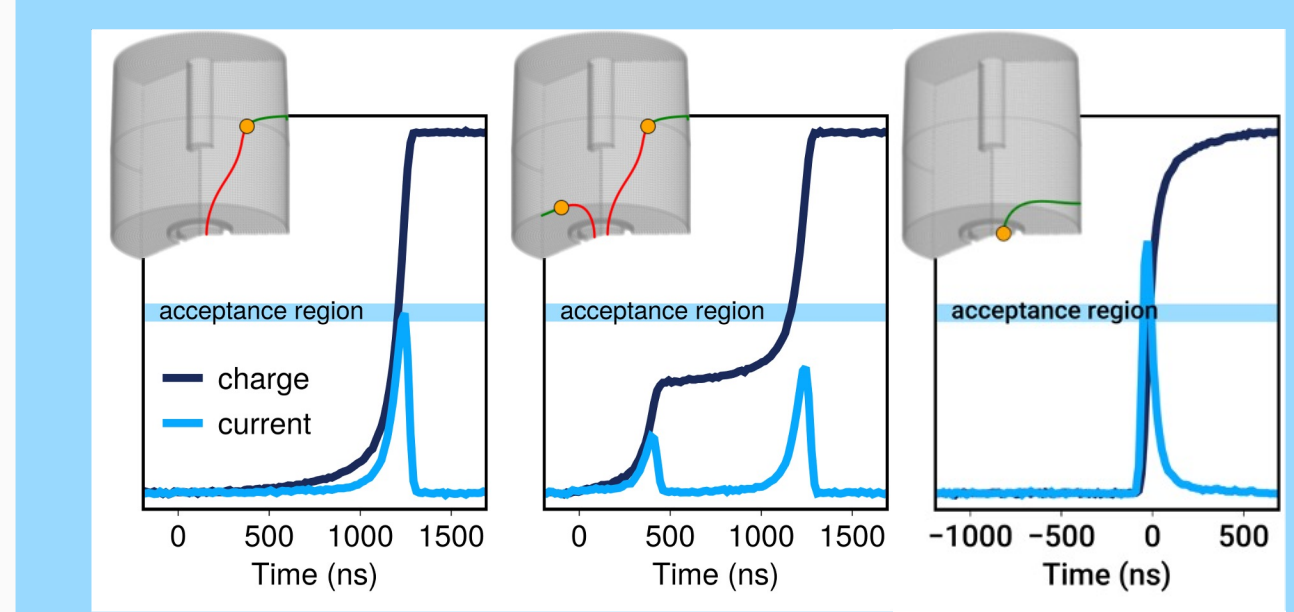 acceptance region
charge
current
0 500 1000 1500
Time (ns)
acceptance region
0 500 1000 1500
Time (ns)
acceptance region
−1000 −500 0 500
Time (ns)